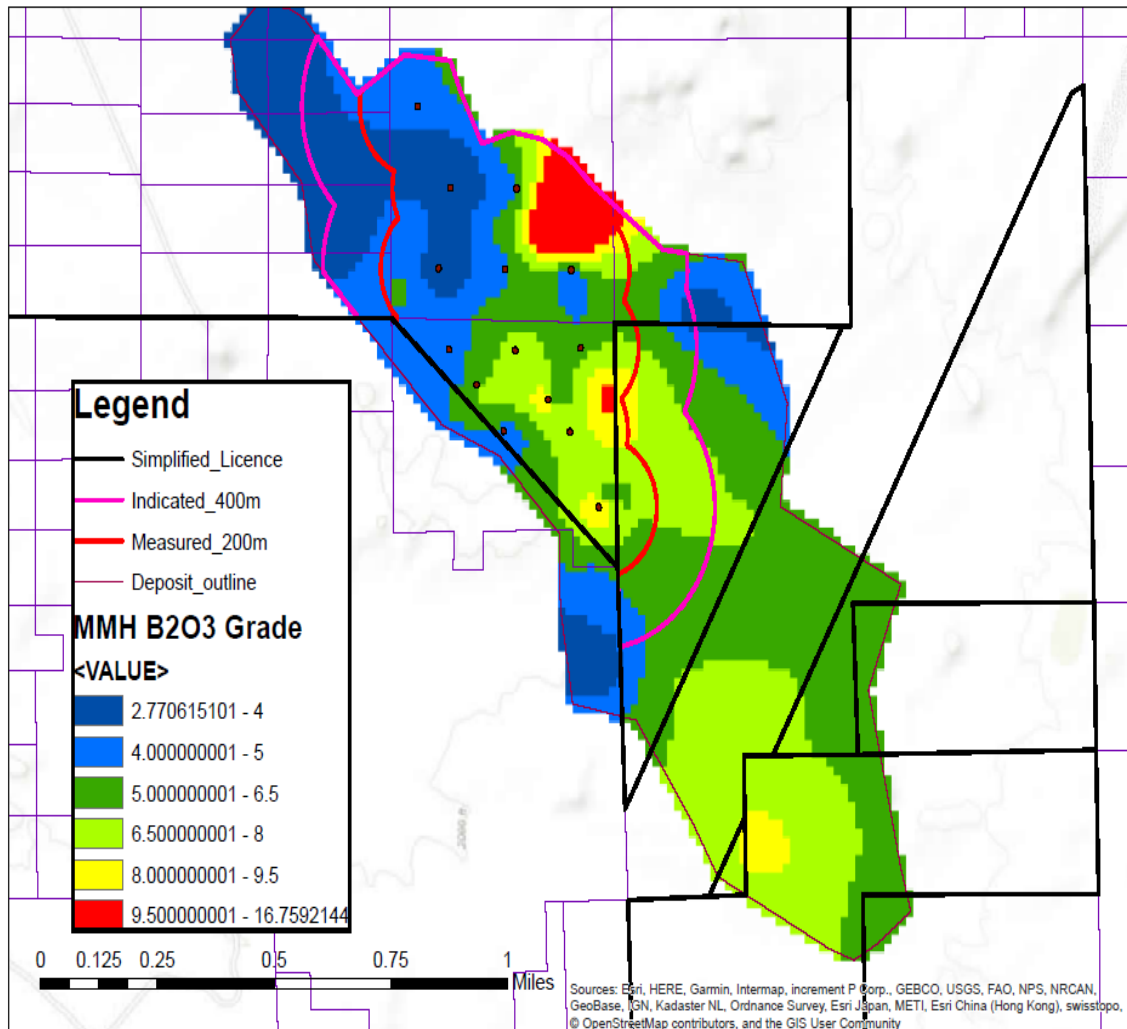 Legend
Simplified_Licence
Indicated_400m
Measured_200m
Deposit_outline
MMH B2O3 Grade
<VALUE>
2.770615101 - 4
4.000000001 - 5
5.000000001 - 6.5
6.500000001 - 8
8.000000001 - 9.5
9.500000001 - 16.7592144
0 0.125 0.25 0.5 0.75 1
Miles
Sources: Esri, HERE, Garmin, Intermap, increment P Corp., GEBCO, USGS, FAO, NPS, NRCAN,
GeoBase, IGN, Kadaster NL, Ordnance Survey, Esri Japan, METI, Esri China (Hong Kong), swisstopo,
© OpenStreetMap contributors, and the GIS User Community